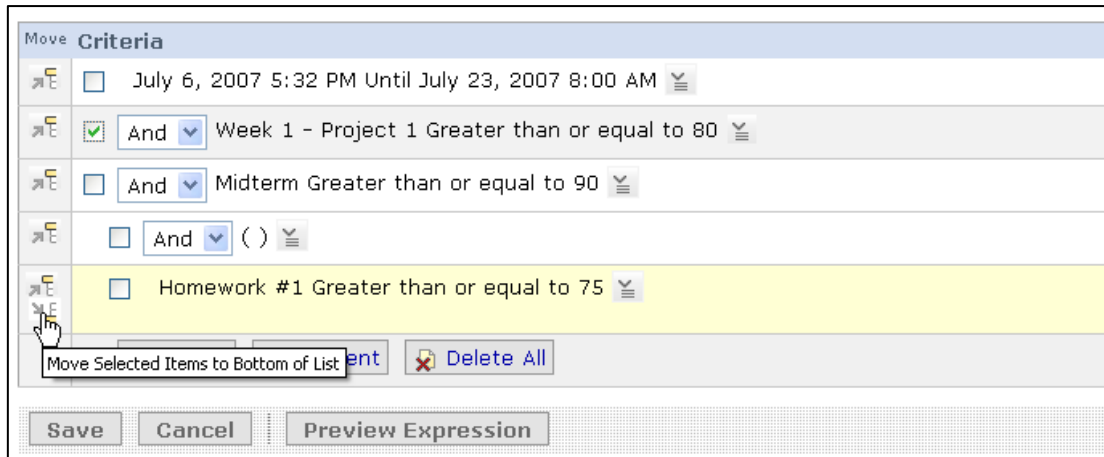 Move Criteria
July 6, 2007 5:32 PM Until July 23, 2007 8:00 AM
And Week 1 - Project 1 Greater than or equal to 80
And Midterm Greater than or equal to 90
And ( )
Homework #1 Greater than or equal to 75
Move Selected Items to Bottom of List
Delete All
Save Cancel Preview Expression